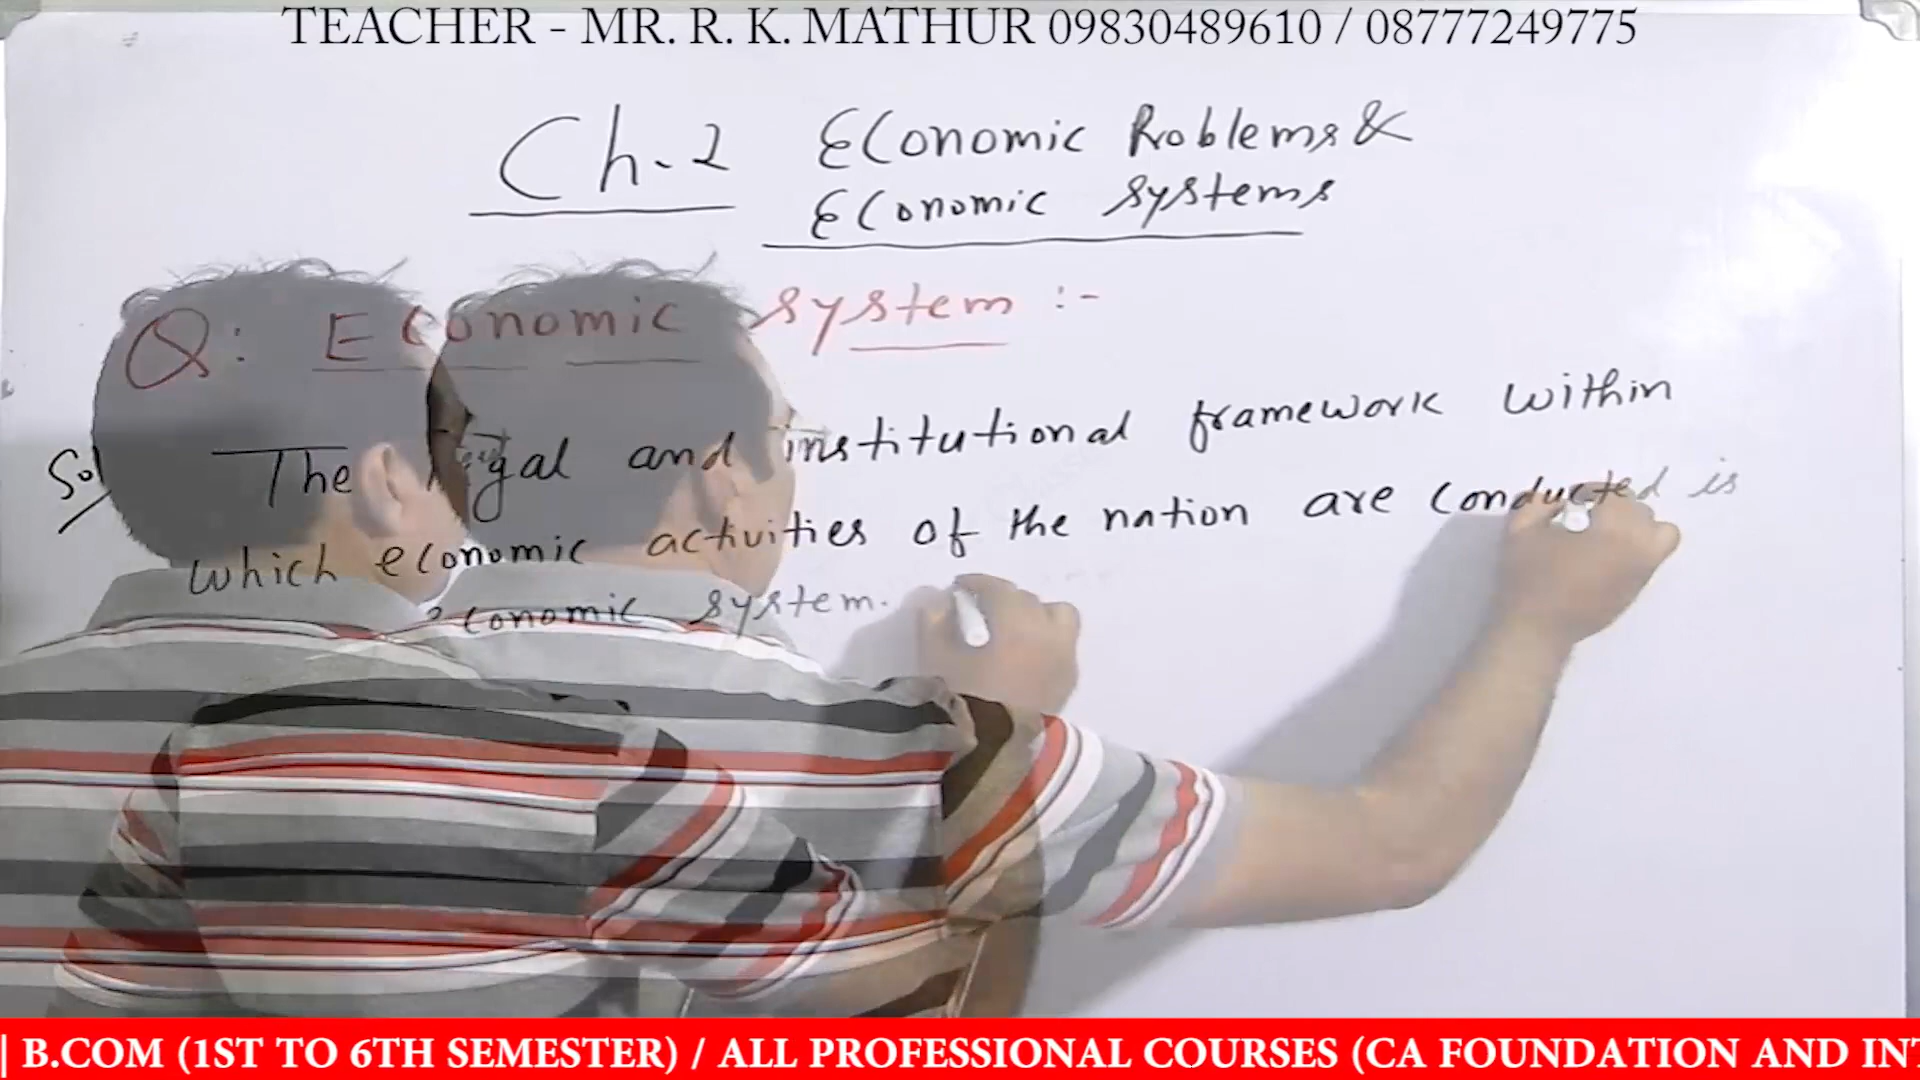 TEACHER - MR. R. K. MATHUR 09830489610 / 08777249775
Ch-2 Economic Problems &
Economic systems
Q: Economic system :-
Sol The legal and institutional framework within
which economic activities of the nation are conducted is
economic system.
| B.COM (1ST TO 6TH SEMESTER) / ALL PROFESSIONAL COURSES (CA FOUNDATION AND INT